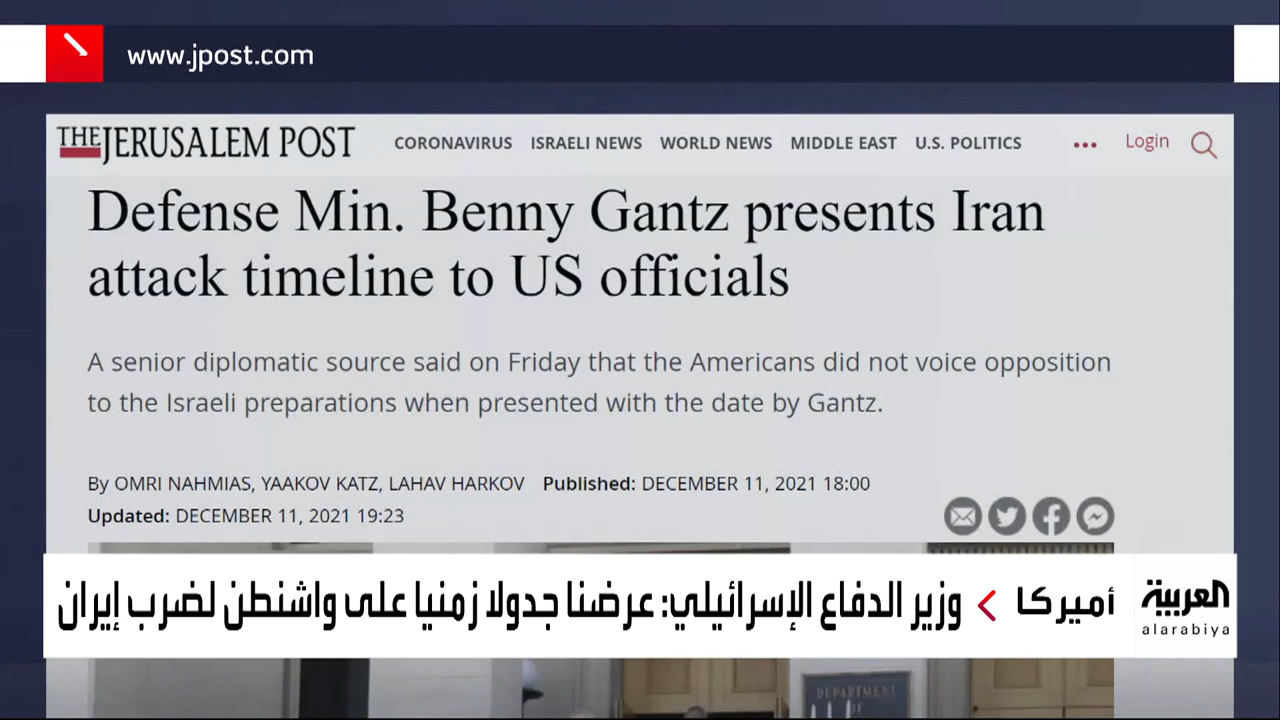 www.jpost.com
THE JERUSALEM POST
CORONAVIRUS ISRAELI NEWS WORLD NEWS MIDDLE EAST U.S. POLITICS ••• Login
Defense Min. Benny Gantz presents Iran
attack timeline to US officials
A senior diplomatic source said on Friday that the Americans did not voice opposition
to the Israeli preparations when presented with the date by Gantz.
By OMRI NAHMIAS, YAAKOV KATZ, LAHAV HARKOV Published: DECEMBER 11, 2021 18:00
Updated: DECEMBER 11, 2021 19:23
العربية
alarabiya
أميركا
وزير الدفاع الإسرائيلي: عرضنا جدولا زمنيا على واشنطن لضرب إيران
DEPARTMENT